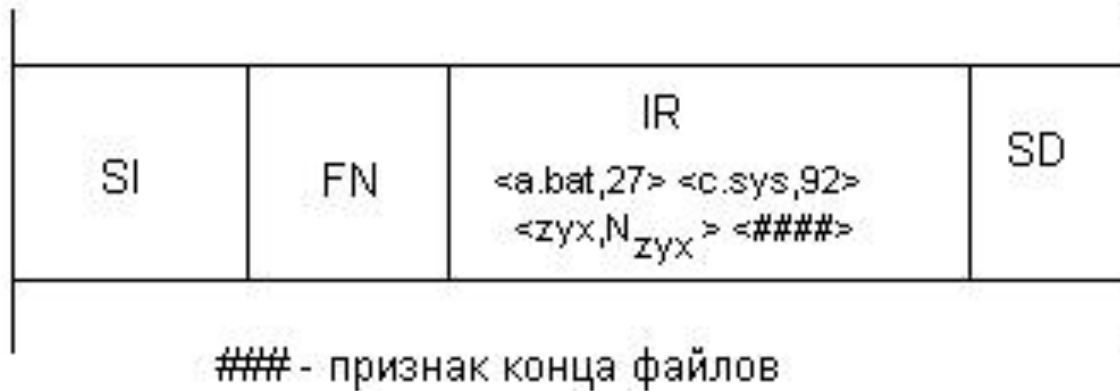 SI
FN
IR
<a.bat,27> <c.sys,92>
<zyx,Nzyx> <####>
SD
### - признак конца файлов